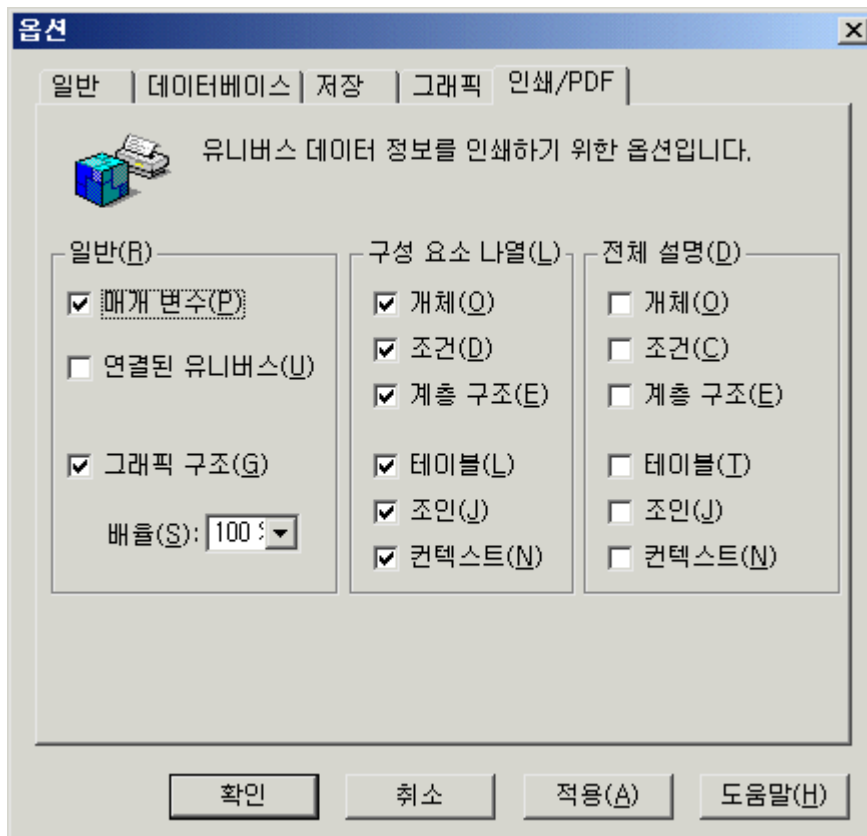 옵션
일반 데이터베이스 저장 그래픽 인쇄/PDF
유니버스 데이터 정보를 인쇄하기 위한 옵션입니다.
일반(R)
매개 변수(P)
연결된 유니버스(U)
그래픽 구조(G)
배율(S): 100 %
구성 요소 나열(L)
개체(O)
조건(D)
계층 구조(E)
테이블(L)
조인(J)
컨텍스트(N)
전체 설명(D)
개체(O)
조건(C)
계층 구조(E)
테이블(T)
조인(J)
컨텍스트(N)
확인 취소 적용(A) 도움말(H)